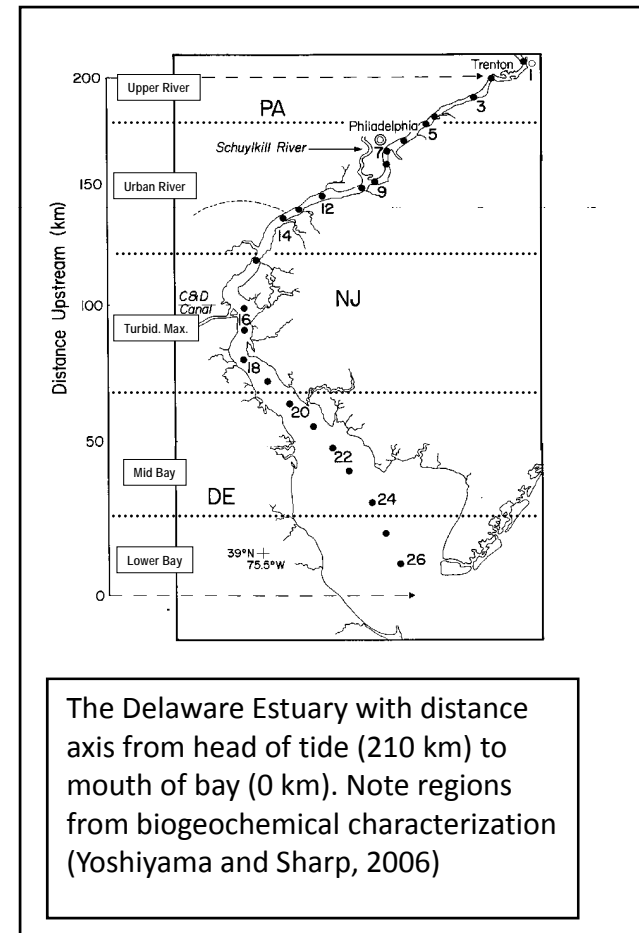 Trenton
200
1
Upper River
3
PA
Philadelphia
5
Schuylkill River
7
150
Urban River
9
12
14
Distance Upstream (km)
NJ
C&D
Canal
100
16
Turbid. Max.
18
20
50
22
Mid Bay
DE
24
39°N
75.5°W
26
Lower Bay
0
The Delaware Estuary with distance
axis from head of tide (210 km) to
mouth of bay (0 km). Note regions
from biogeochemical characterization
(Yoshiyama and Sharp, 2006)